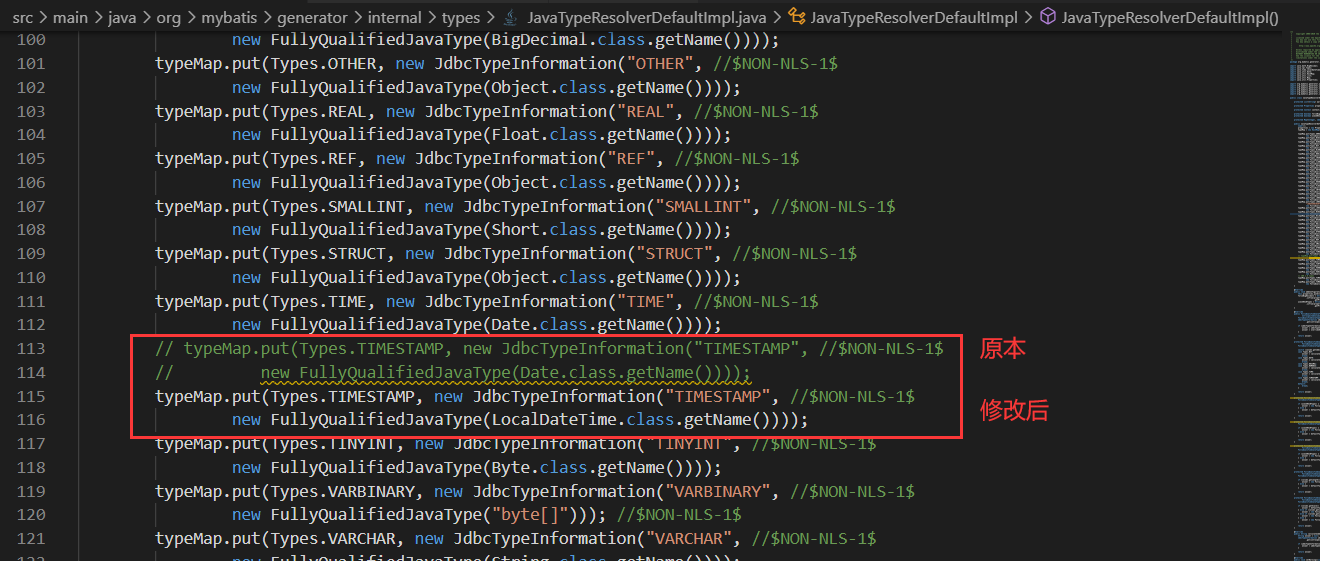 src > main > java > org > mybatis > generator > internal > types > JavaTypeResolverDefaultImpl.java > JavaTypeResolverDefaultImpl > JavaTypeResolverDefaultImpl()
100 new FullyQualifiedJavaType(BigDecimal.class.getName())));
101 typeMap.put(Types.OTHER, new JdbcTypeInformation("OTHER", //$NON-NLS-1$
102 new FullyQualifiedJavaType(Object.class.getName())));
103 typeMap.put(Types.REAL, new JdbcTypeInformation("REAL", //$NON-NLS-1$
104 new FullyQualifiedJavaType(Float.class.getName())));
105 typeMap.put(Types.REF, new JdbcTypeInformation("REF", //$NON-NLS-1$
106 new FullyQualifiedJavaType(Object.class.getName())));
107 typeMap.put(Types.SMALLINT, new JdbcTypeInformation("SMALLINT", //$NON-NLS-1$
108 new FullyQualifiedJavaType(Short.class.getName())));
109 typeMap.put(Types.STRUCT, new JdbcTypeInformation("STRUCT", //$NON-NLS-1$
110 new FullyQualifiedJavaType(Object.class.getName())));
111 typeMap.put(Types.TIME, new JdbcTypeInformation("TIME", //$NON-NLS-1$
112 new FullyQualifiedJavaType(Date.class.getName())));
113 // typeMap.put(Types.TIMESTAMP, new JdbcTypeInformation("TIMESTAMP", //$NON-NLS-1$ 原本
114 // new FullyQualifiedJavaType(Date.class.getName())));
115 typeMap.put(Types.TIMESTAMP, new JdbcTypeInformation("TIMESTAMP", //$NON-NLS-1$ 修改后
116 new FullyQualifiedJavaType(LocalDateTime.class.getName())));
117 typeMap.put(Types.TINYINT, new JdbcTypeInformation("TINYINT", //$NON-NLS-1$
118 new FullyQualifiedJavaType(Byte.class.getName())));
119 typeMap.put(Types.VARBINARY, new JdbcTypeInformation("VARBINARY", //$NON-NLS-1$
120 new FullyQualifiedJavaType("byte[]"))); //$NON-NLS-1$
121 typeMap.put(Types.VARCHAR, new JdbcTypeInformation("VARCHAR", //$NON-NLS-1$
122 new FullyQualifiedJavaType(String.class.getName())));